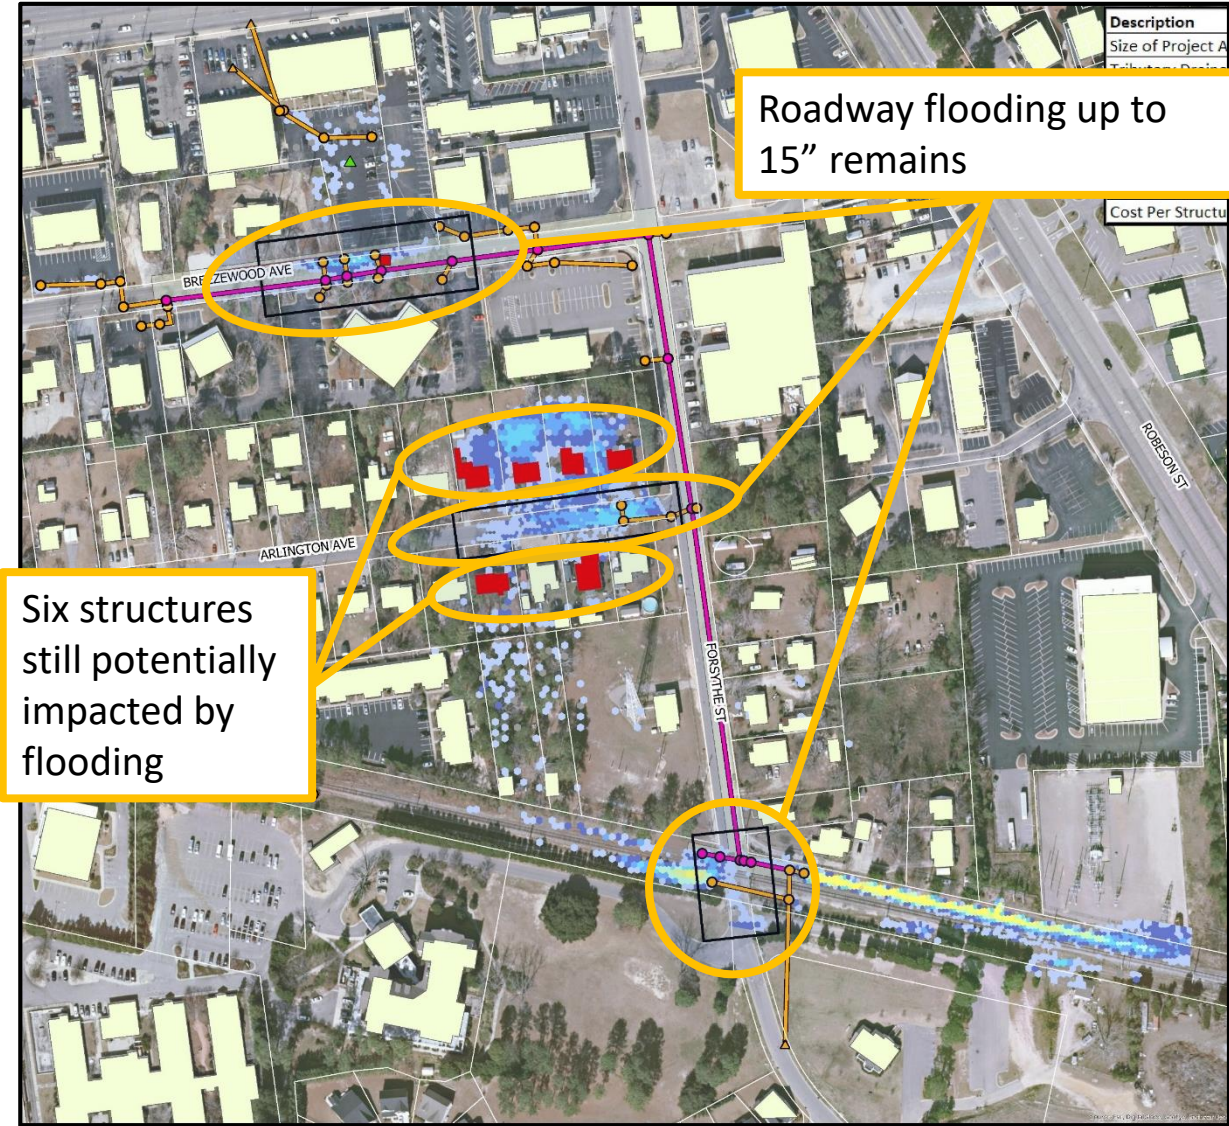 Description
Size of Project A
Roadway flooding up to
15” remains
Cost Per Structu
BREEZEWOOD AVE
ROBESON ST
ARLINGTON AVE
Six structures
still potentially
impacted by
flooding
FORSYTHE ST